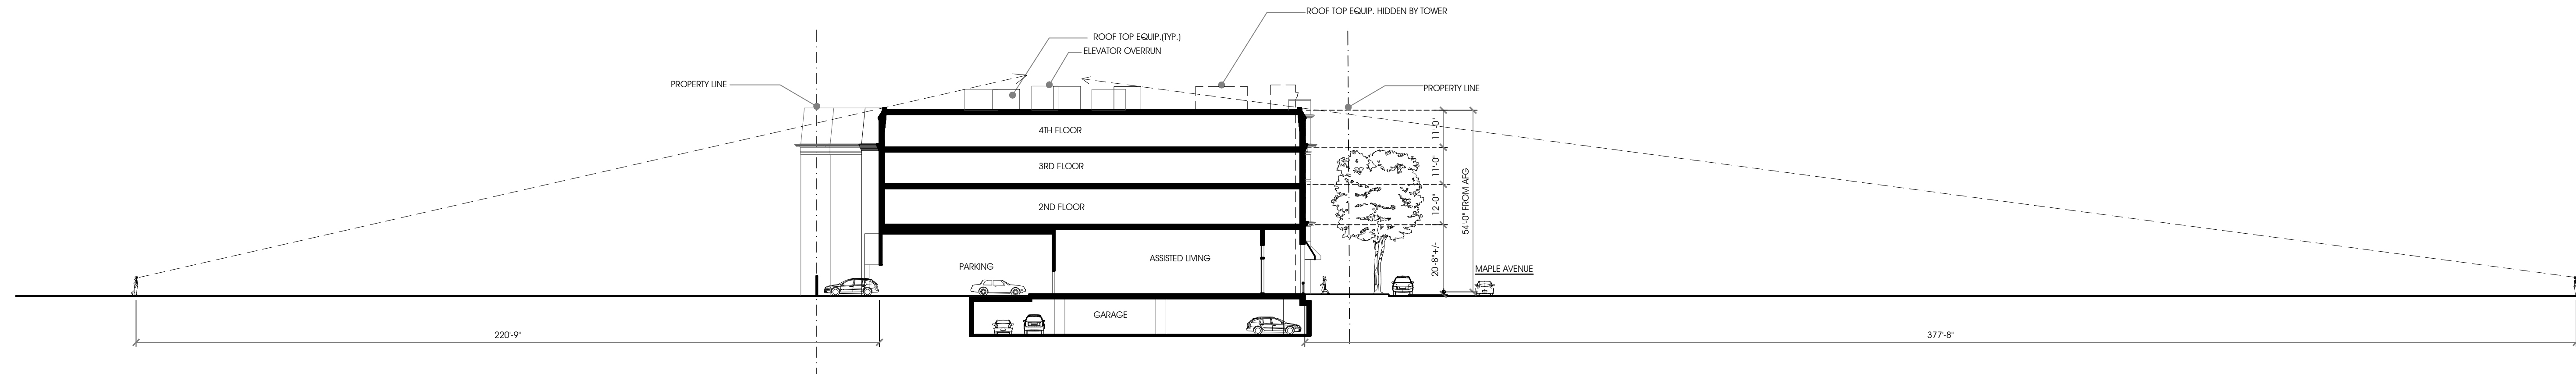 ROOF TOP EQUIP. HIDDEN BY TOWER
ROOF TOP EQUIP.(TYP.)
ELEVATOR OVERRUN
PROPERTY LINE
PROPERTY LINE
4TH FLOOR
11'-0"
3RD FLOOR
11'-0"
2ND FLOOR
12'-0"
54'-0" FROM AFG
ASSISTED LIVING
20'-8"+/-
PARKING
MAPLE AVENUE
GARAGE
220'-9"
377'-8"